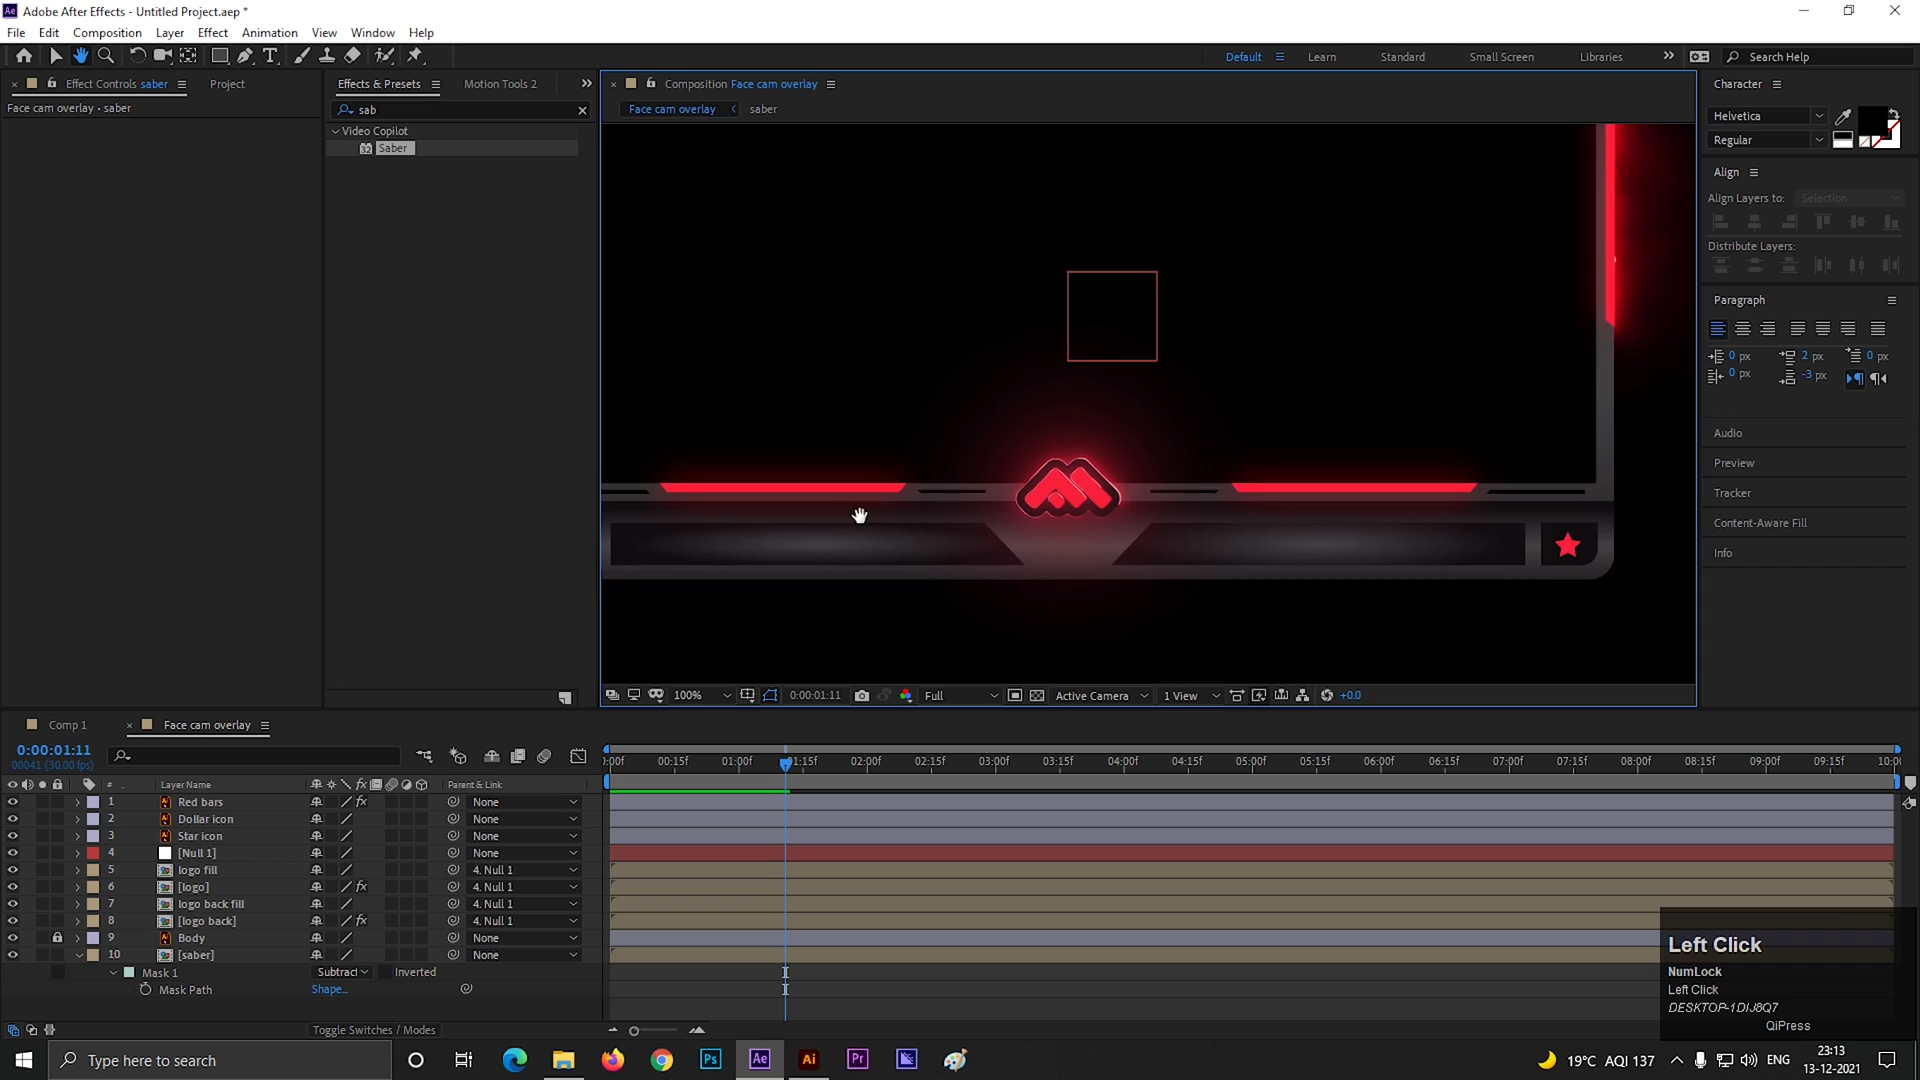 Adobe After Effects - Untitled Project.aep *
File Edit Composition Layer Effect Animation View Window Help
Default Learn Standard Small Screen Libraries Search Help
Effect Controls saber Project
Face cam overlay • saber
Effects & Presets Motion Tools 2
sab
Video Copilot
Saber
Composition Face cam overlay
Face cam overlay saber
100% 0:00:01:11 Full Active Camera 1 View +0.0
Character
Helvetica
Regular
Align
Align Layers to: Selection
Distribute Layers:
Paragraph
0 px 2 px 0 px
0 px -3 px
Audio
Preview
Tracker
Content-Aware Fill
Info
Comp 1 Face cam overlay
0:00:01:11
00041 (30.00 fps)
:00f 00:15f 01:00f 01:15f 02:00f 02:15f 03:00f 03:15f 04:00f 04:15f 05:00f 05:15f 06:00f 06:15f 07:00f 07:15f 08:00f 08:15f 09:00f 09:15f 10:00
# Layer Name Parent & Link
1 Red bars None
2 Dollar icon None
3 Star icon None
4 [Null 1] None
5 logo fill 4. Null 1
6 [logo] 4. Null 1
7 logo back fill 4. Null 1
8 [logo back] 4. Null 1
9 Body None
10 [saber] None
Mask 1 Subtract Inverted
Mask Path Shape...
Toggle Switches / Modes
Left Click
NumLock
Left Click
DESKTOP-1DIJ8Q7
QiPress
Type here to search
19°C AQI 137 ENG
23:13
13-12-2021